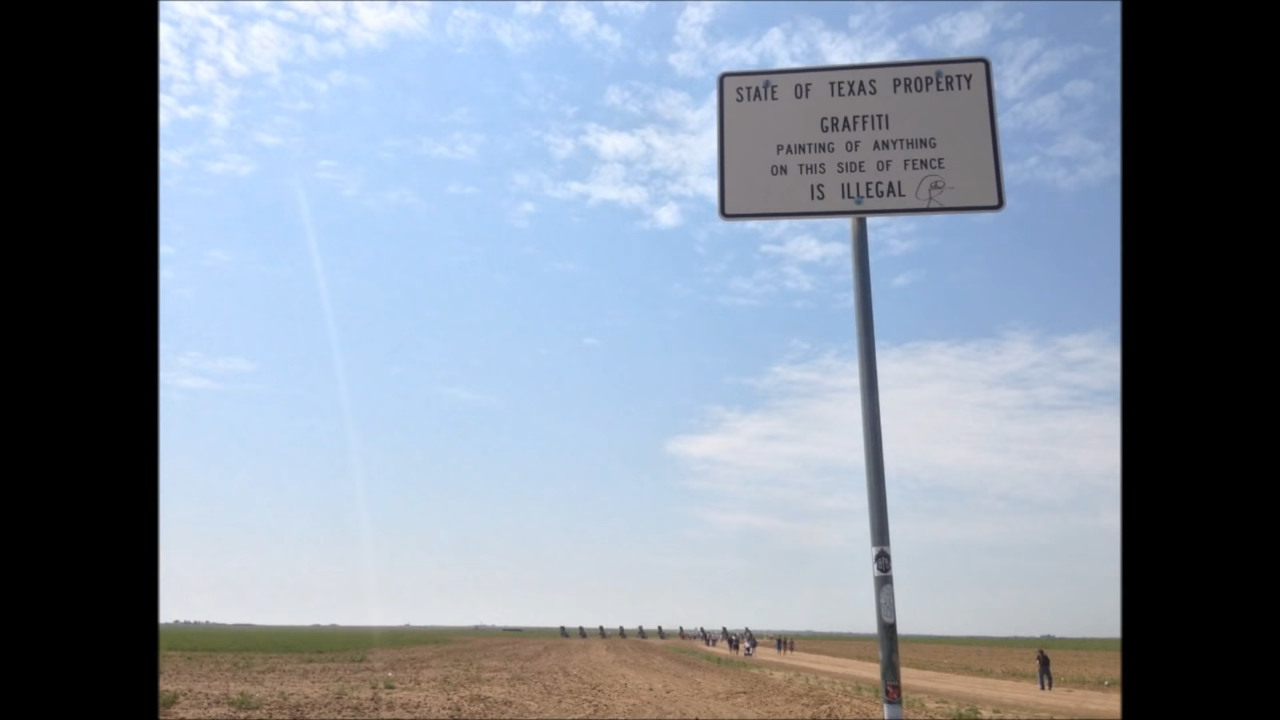 STATE OF TEXAS PROPERTY
GRAFFITI
PAINTING OF ANYTHING
ON THIS SIDE OF FENCE
IS ILLEGAL